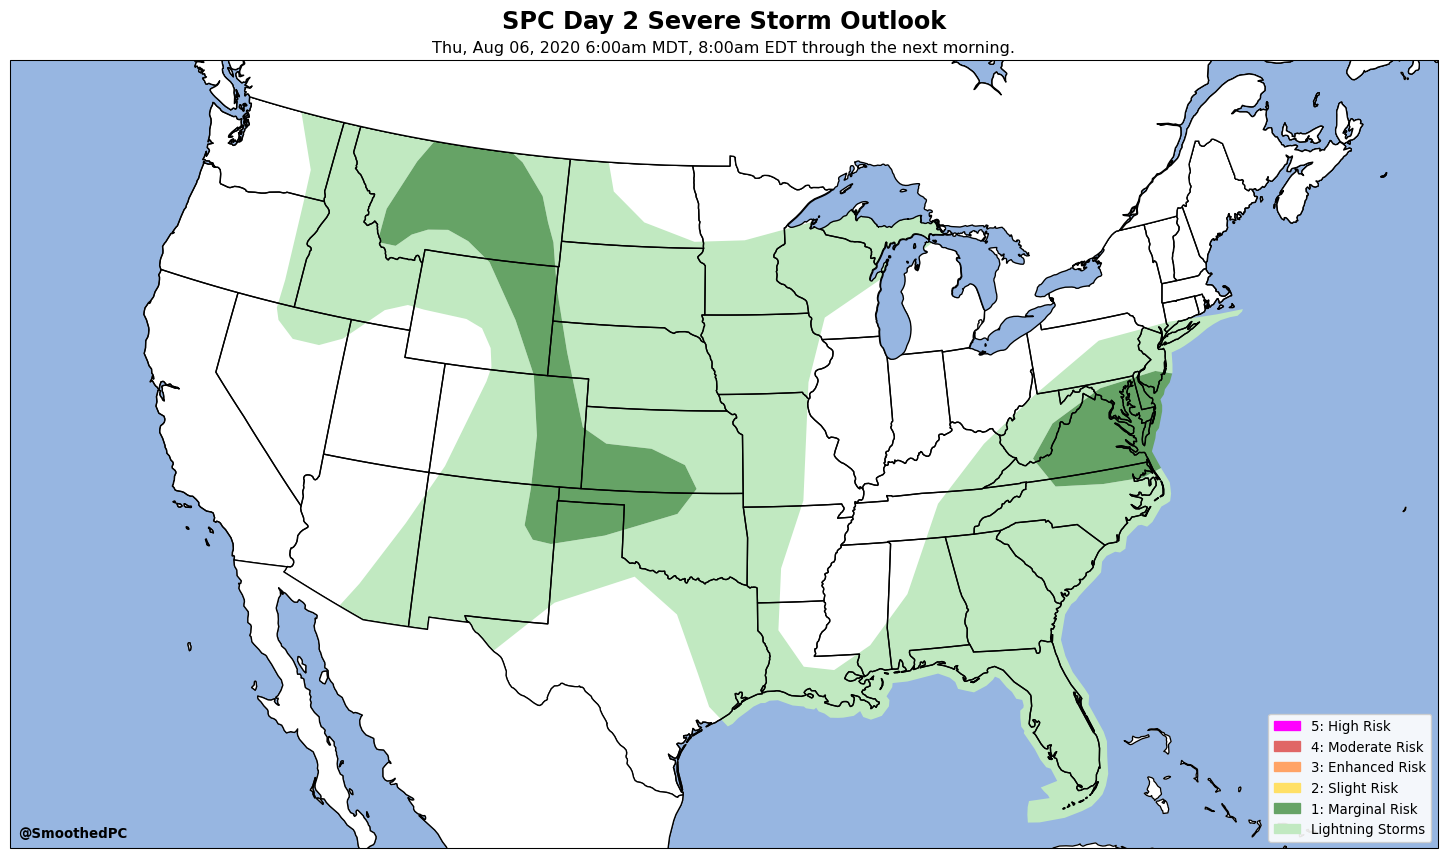 SPC Day 2 Severe Storm Outlook
Thu, Aug 06, 2020 6:00am MDT, 8:00am EDT through the next morning.
5: High Risk
4: Moderate Risk
3: Enhanced Risk
2: Slight Risk
1: Marginal Risk
Lightning Storms
@SmoothedPC